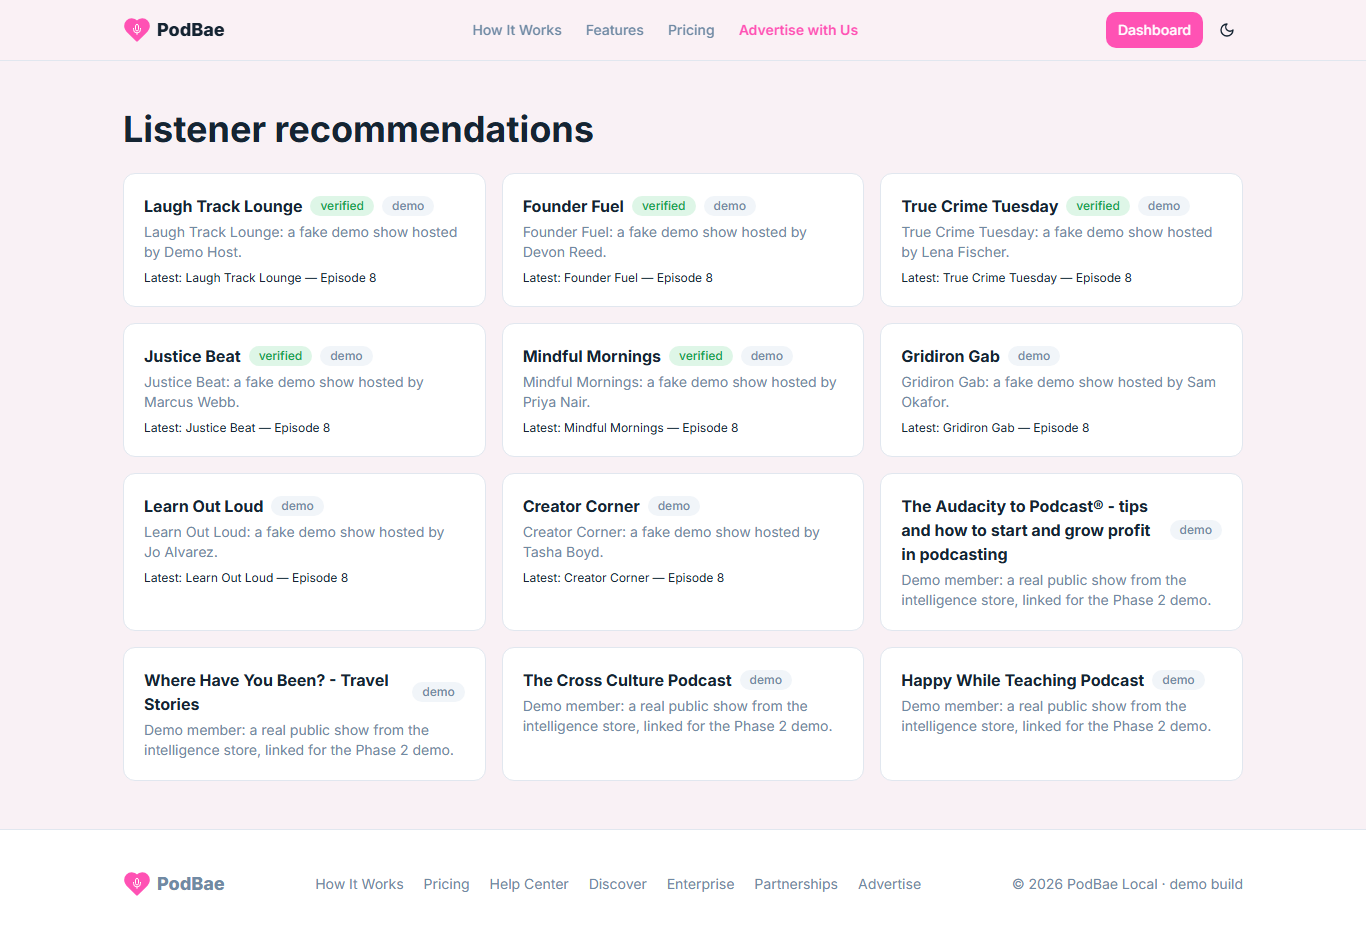 PodBae
How It Works
Features
Pricing
Advertise with Us
Dashboard
Listener recommendations
Laugh Track Lounge verified demo
Laugh Track Lounge: a fake demo show hosted
by Demo Host.
Latest: Laugh Track Lounge — Episode 8
Founder Fuel verified demo
Founder Fuel: a fake demo show hosted by
Devon Reed.
Latest: Founder Fuel — Episode 8
True Crime Tuesday verified demo
True Crime Tuesday: a fake demo show hosted
by Lena Fischer.
Latest: True Crime Tuesday — Episode 8
Justice Beat verified demo
Justice Beat: a fake demo show hosted by
Marcus Webb.
Latest: Justice Beat — Episode 8
Mindful Mornings verified demo
Mindful Mornings: a fake demo show hosted by
Priya Nair.
Latest: Mindful Mornings — Episode 8
Gridiron Gab demo
Gridiron Gab: a fake demo show hosted by Sam
Okafor.
Latest: Gridiron Gab — Episode 8
Learn Out Loud demo
Learn Out Loud: a fake demo show hosted by
Jo Alvarez.
Latest: Learn Out Loud — Episode 8
Creator Corner demo
Creator Corner: a fake demo show hosted by
Tasha Boyd.
Latest: Creator Corner — Episode 8
The Audacity to Podcast® - tips
and how to start and grow profit
in podcasting
demo
Demo member: a real public show from the
intelligence store, linked for the Phase 2 demo.
Where Have You Been? - Travel
Stories
demo
Demo member: a real public show from the
intelligence store, linked for the Phase 2 demo.
The Cross Culture Podcast demo
Demo member: a real public show from the
intelligence store, linked for the Phase 2 demo.
Happy While Teaching Podcast demo
Demo member: a real public show from the
intelligence store, linked for the Phase 2 demo.
PodBae
How It Works
Pricing
Help Center
Discover
Enterprise
Partnerships
Advertise
© 2026 PodBae Local · demo build